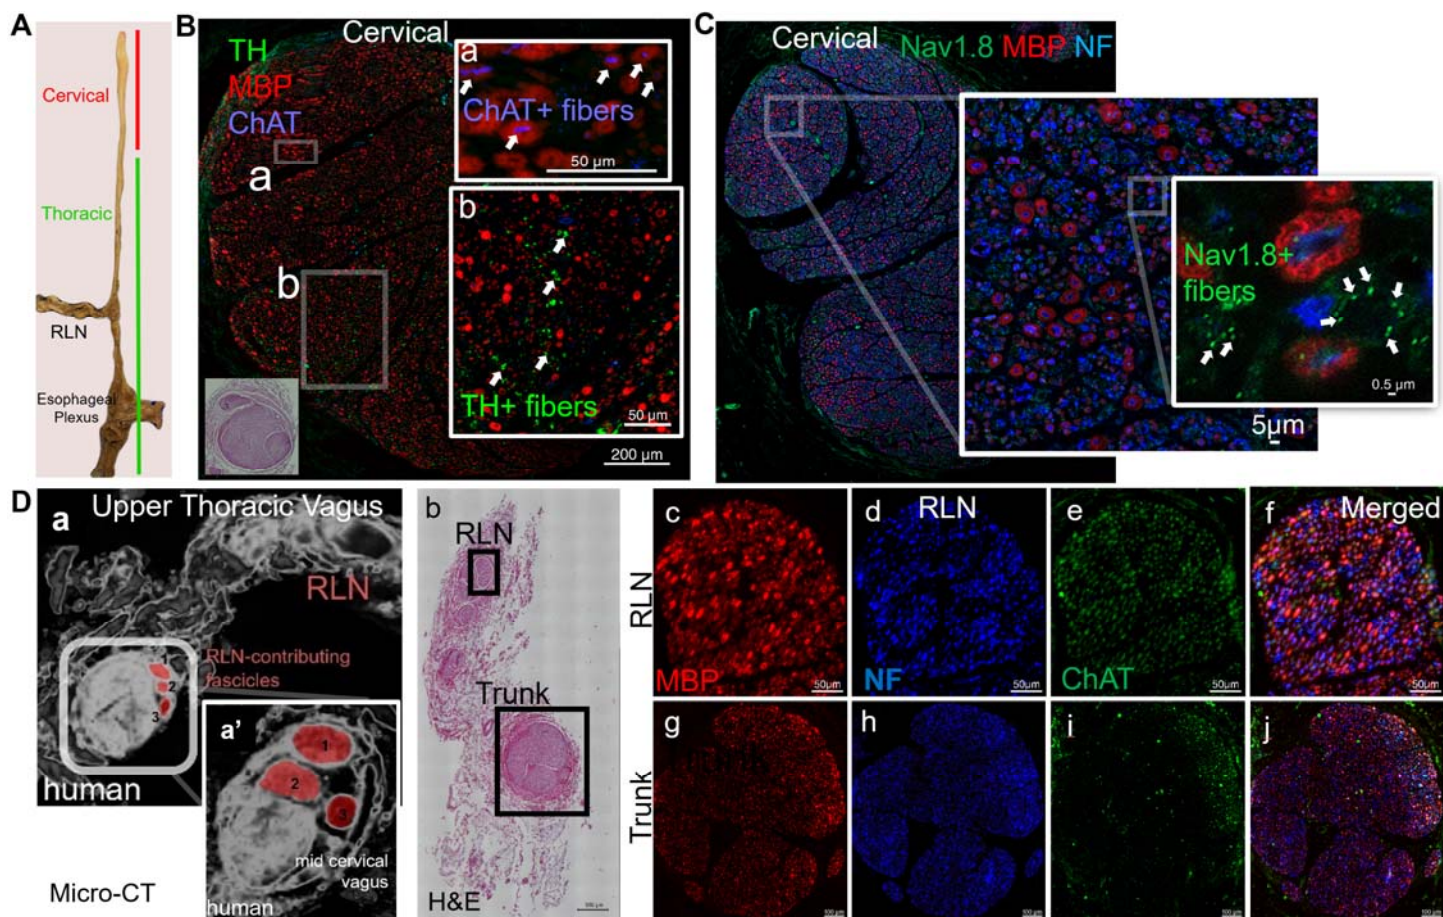 A
Cervical
Thoracic
RLN
Esophageal
Plexus
B
Cervical
TH
MBP
ChAT
a
b
a
ChAT+ fibers
50 µm
b
TH+ fibers
50 µm
200 µm
C
Cervical
Nav1.8 MBP NF
Nav1.8+
fibers
0.5 µm
5µm
D
a
Upper Thoracic Vagus
RLN
RLN-contributing
fascicles
2
3
human
a'
1
2
3
mid cervical
vagus
human
Micro-CT
b
RLN
Trunk
H&E
RLN
c
MBP
50µm
d
RLN
NF
50µm
e
ChAT
50µm
f
Merged
50µm
Trunk
g
h
i
j